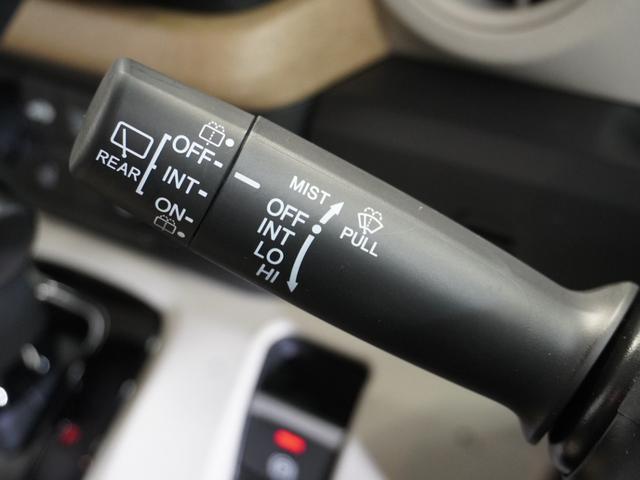 REAR
OFF
INT
ON
MIST
OFF
INT
LO
HI
PULL